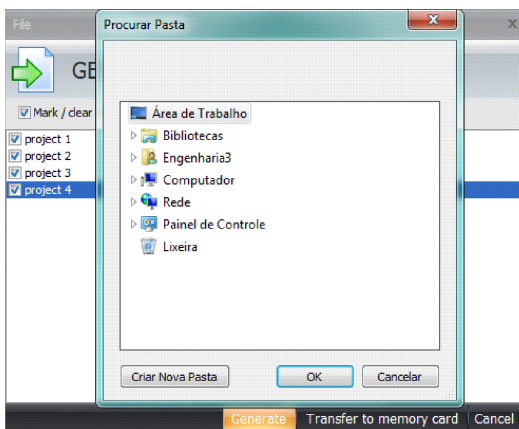 File
Procurar Pasta
x
x
GE
Mark / clear
project 1
project 2
project 3
project 4
Área de Trabalho
Bibliotecas
Engenharia3
Computador
Rede
Painel de Controle
Lixeira
Criar Nova Pasta
OK
Cancelar
Generate
Transfer to memory card
Cancel